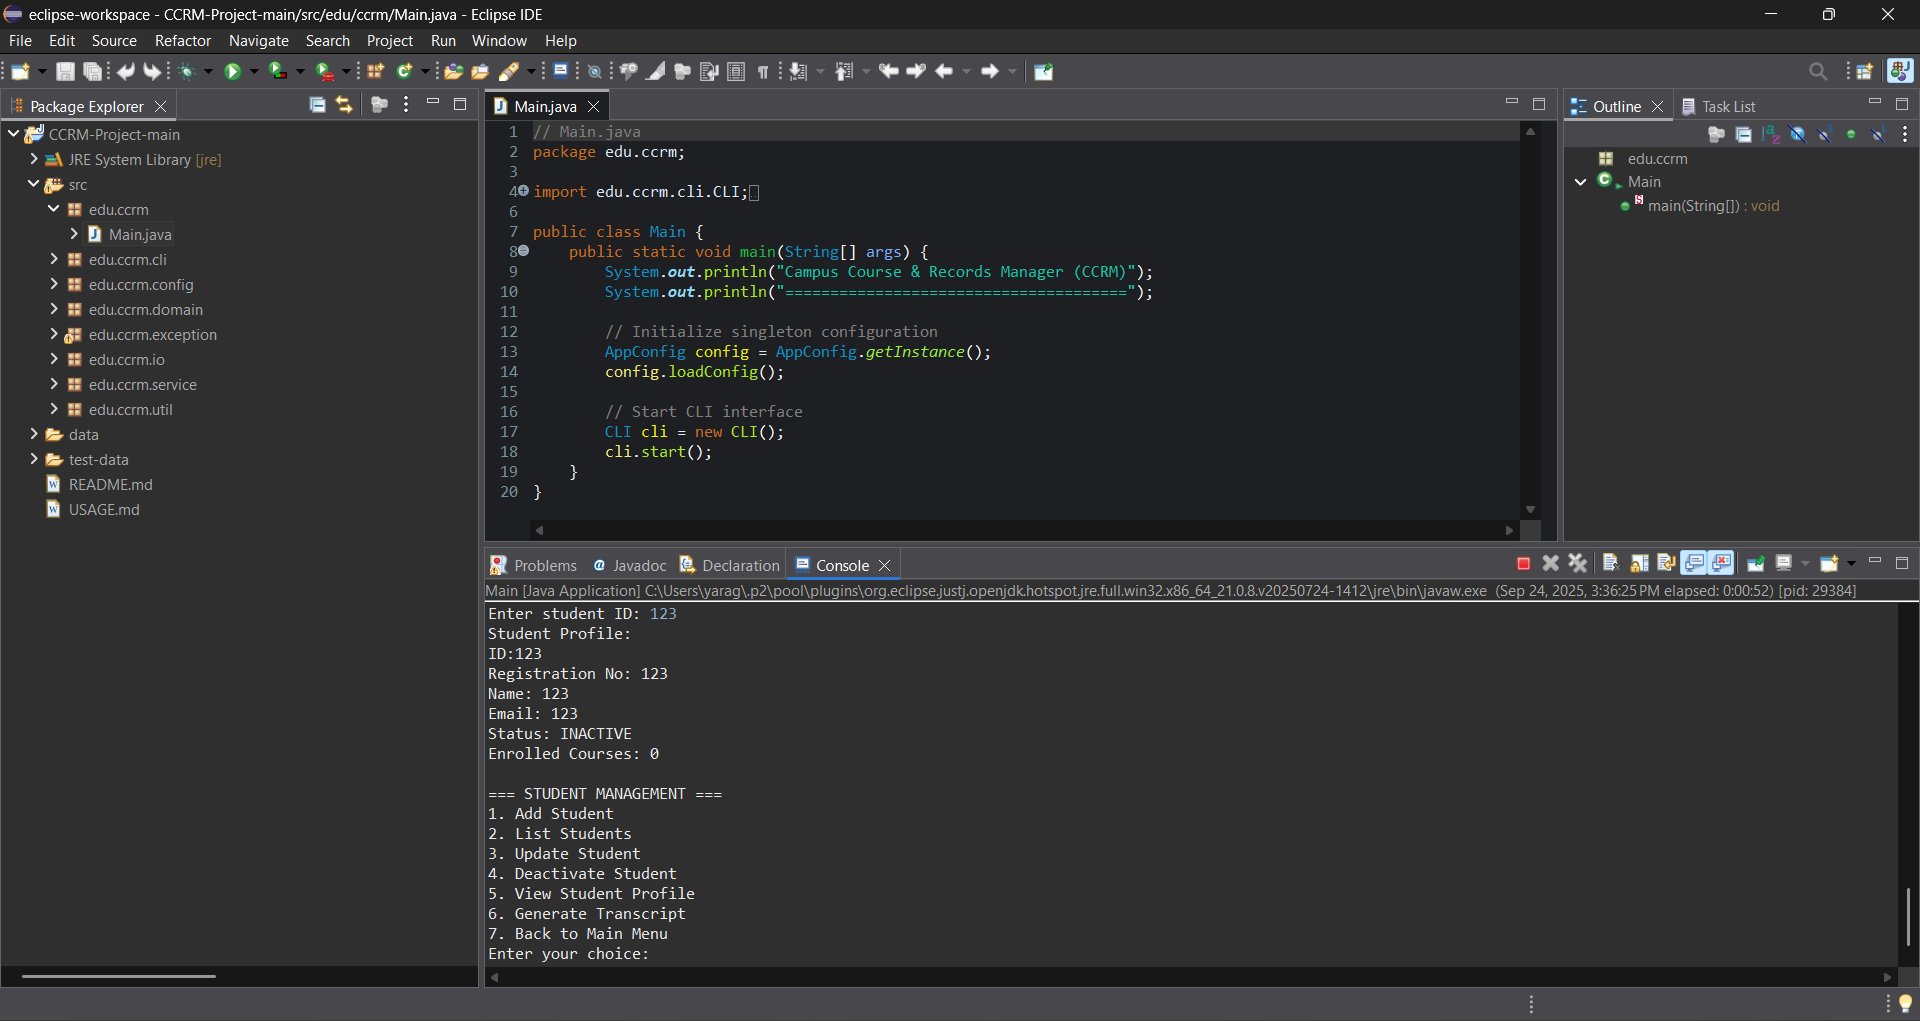 eclipse-workspace - CCRM-Project-main/src/edu/ccrm/Main.java - Eclipse IDE
File Edit Source Refactor Navigate Search Project Run Window Help
Package Explorer
CCRM-Project-main
JRE System Library [jre]
src
edu.ccrm
Main.java
edu.ccrm.cli
edu.ccrm.config
edu.ccrm.domain
edu.ccrm.exception
edu.ccrm.io
edu.ccrm.service
edu.ccrm.util
data
test-data
README.md
USAGE.md
Main.java
1 // Main.java
2 package edu.ccrm;
3
4 import edu.ccrm.cli.CLI;
6
7 public class Main {
8 public static void main(String[] args) {
9 System.out.println("Campus Course & Records Manager (CCRM)");
10 System.out.println("======================================");
11
12 // Initialize singleton configuration
13 AppConfig config = AppConfig.getInstance();
14 config.loadConfig();
15
16 // Start CLI interface
17 CLI cli = new CLI();
18 cli.start();
19 }
20 }
Outline Task List
edu.ccrm
Main
main(String[]) : void
Problems Javadoc Declaration Console
Main [Java Application] C:\Users\yarag\.p2\pool\plugins\org.eclipse.justj.openjdk.hotspot.jre.full.win32.x86_64_21.0.8.v20250724-1412\jre\bin\javaw.exe (Sep 24, 2025, 3:36:25 PM elapsed: 0:00:52) [pid: 29384]
Enter student ID: 123
Student Profile:
ID:123
Registration No: 123
Name: 123
Email: 123
Status: INACTIVE
Enrolled Courses: 0
=== STUDENT MANAGEMENT ===
1. Add Student
2. List Students
3. Update Student
4. Deactivate Student
5. View Student Profile
6. Generate Transcript
7. Back to Main Menu
Enter your choice: